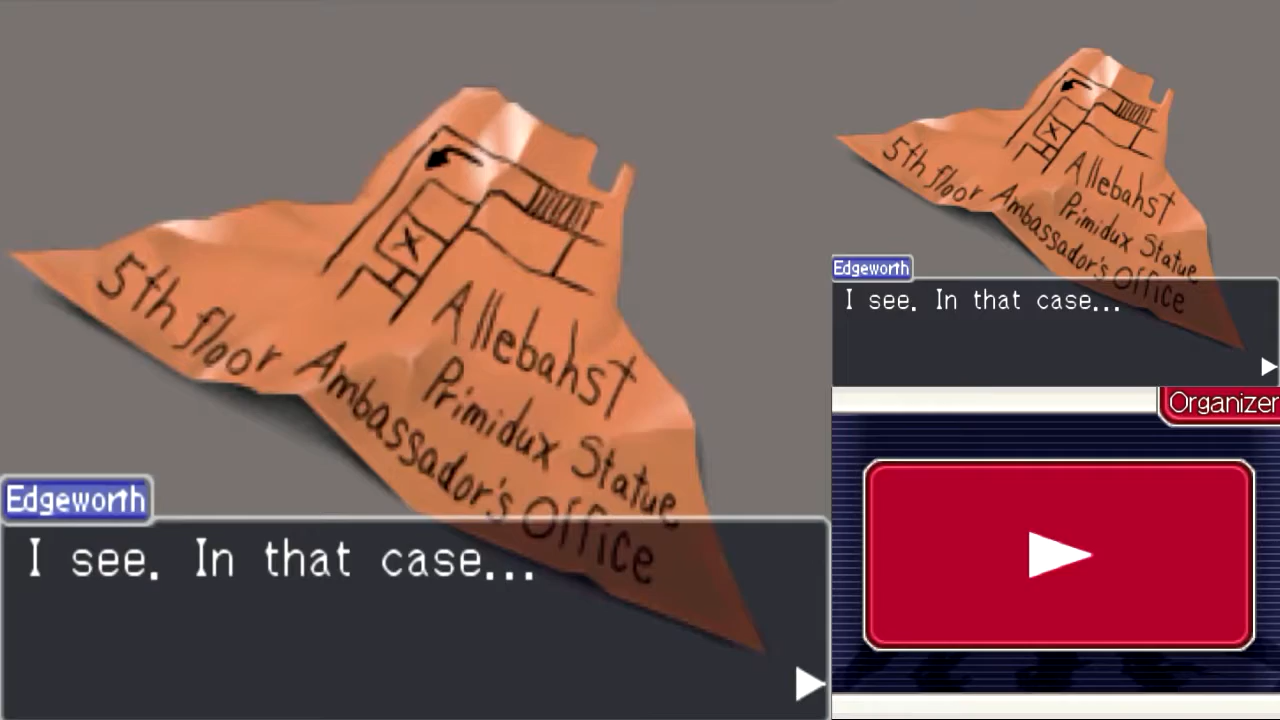 Allebahst
Primidux Statue
5th floor Ambassador's Office
Edgeworth
I see. In that case...
Allebahst
Primidux Statue
5th floor Ambassador's Office
Edgeworth
I see. In that case...
Organizer